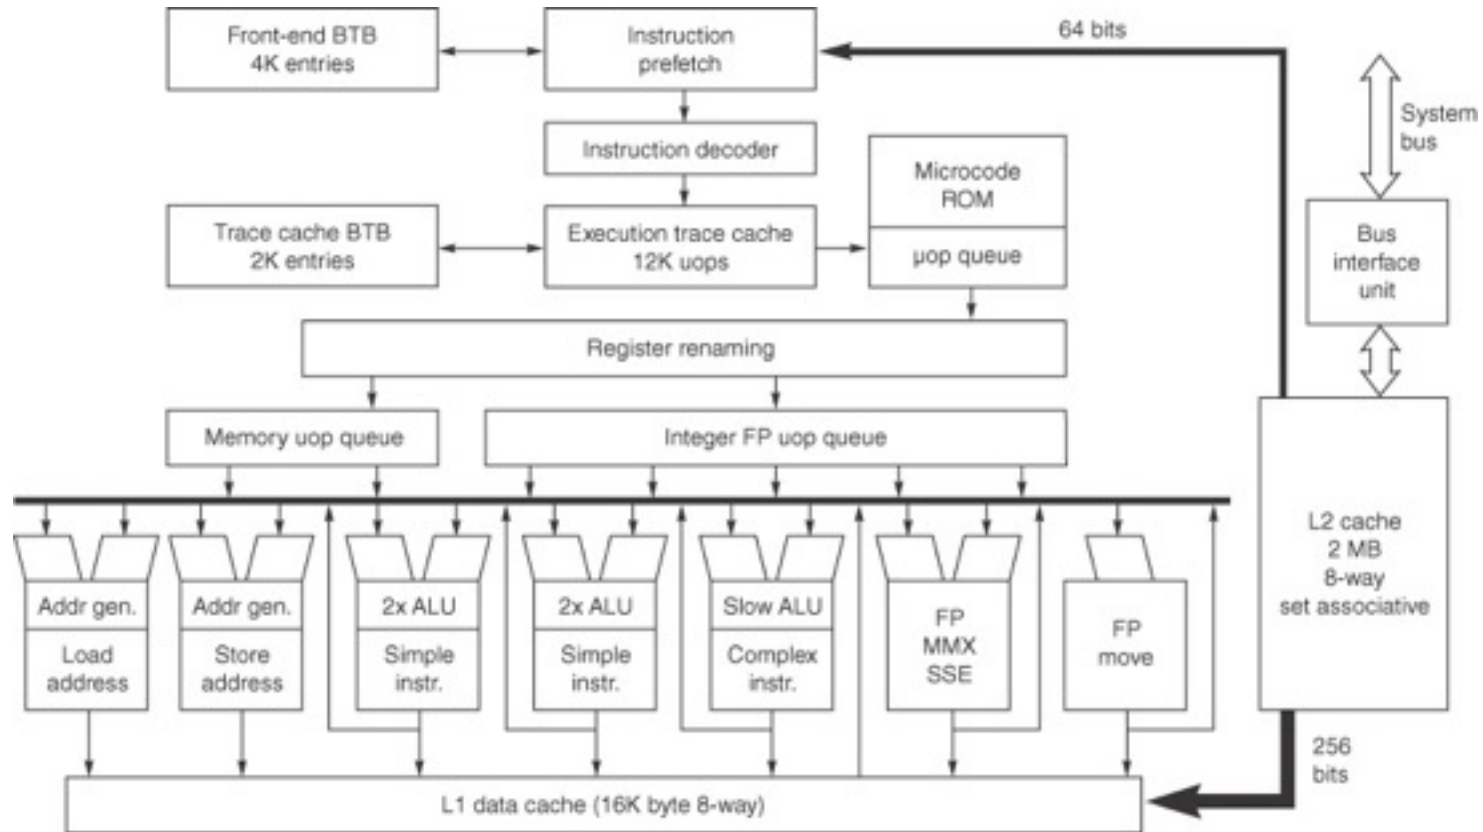 Front-end BTB
4K entries
Instruction
prefetch
64 bits
System
bus
Instruction decoder
Microcode
ROM
Trace cache BTB
2K entries
Execution trace cache
12K uops
μop queue
Bus
interface
unit
Register renaming
Memory uop queue
Integer FP uop queue
L2 cache
2 MB
8-way
set associative
Addr gen.
Load
address
Addr gen.
Store
address
2x ALU
Simple
instr.
2x ALU
Simple
instr.
Slow ALU
Complex
instr.
FP
MMX
SSE
FP
move
256
bits
L1 data cache (16K byte 8-way)